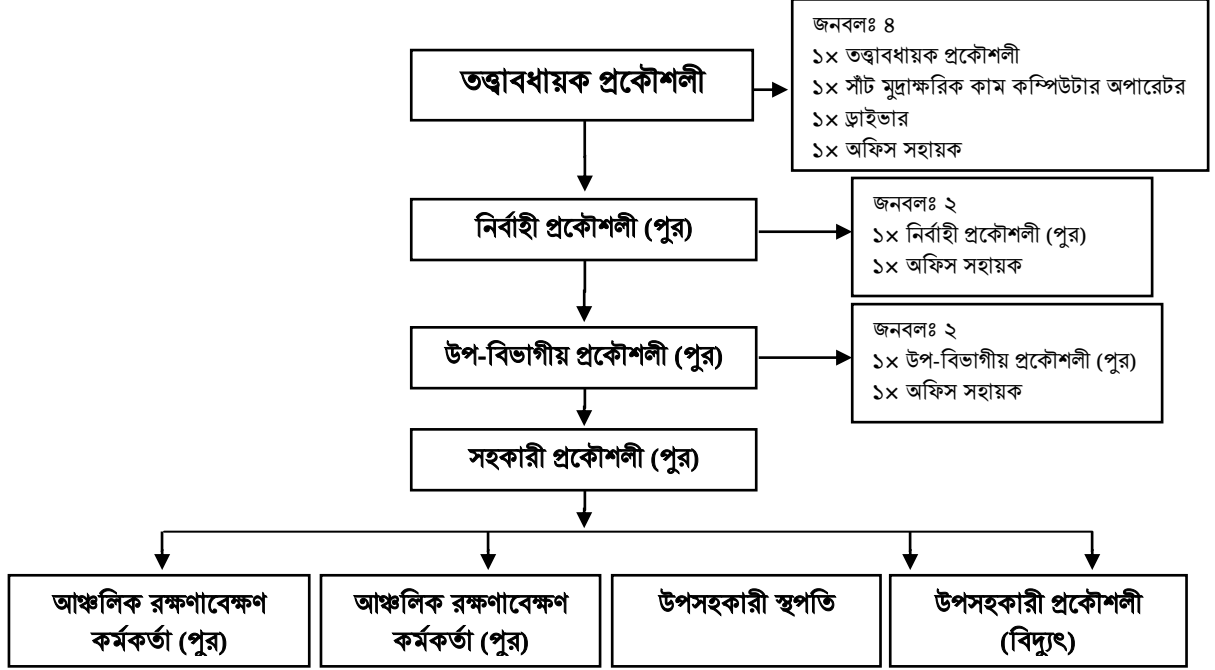 জনবলঃ ৪
তত্ত্বাবধায়ক প্রকৌশলী
১× তত্ত্বাবধায়ক প্রকৌশলী
১× সাঁট মুদ্রাক্ষরিক কাম কম্পিউটার অপারেটর
১× ড্রাইভার
১× অফিস সহায়ক
নির্বাহী প্রকৌশলী (পুর)
জনবলঃ ২
১× নির্বাহী প্রকৌশলী (পুর)
১× অফিস সহায়ক
উপ-বিভাগীয় প্রকৌশলী (পুর)
জনবলঃ ২
১× উপ-বিভাগীয় প্রকৌশলী (পুর)
১× অফিস সহায়ক
সহকারী প্রকৌশলী (পুর)
আঞ্চলিক রক্ষণাবেক্ষণ
কর্মকর্তা (পুর)
আঞ্চলিক রক্ষণাবেক্ষণ
কর্মকর্তা (পুর)
উপসহকারী স্থপতি
উপসহকারী প্রকৌশলী
(বিদ্যুৎ)